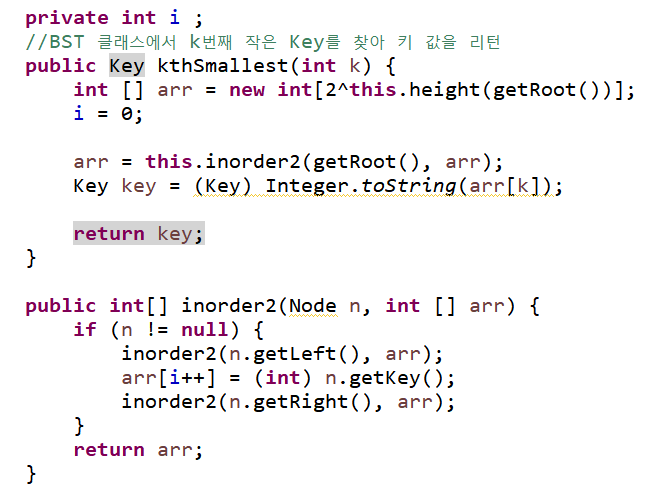 private int i ;
//BST 클래스에서 k번째 작은 Key를 찾아 키 값을 리턴
public Key kthSmallest(int k) {
int [] arr = new int[2^this.height(getRoot())];
i = 0;
arr = this.inorder2(getRoot(), arr);
Key key = (Key) Integer.toString(arr[k]);
return key;
}
public int[] inorder2(Node n, int [] arr) {
if (n != null) {
inorder2(n.getLeft(), arr);
arr[i++] = (int) n.getKey();
inorder2(n.getRight(), arr);
}
return arr;
}